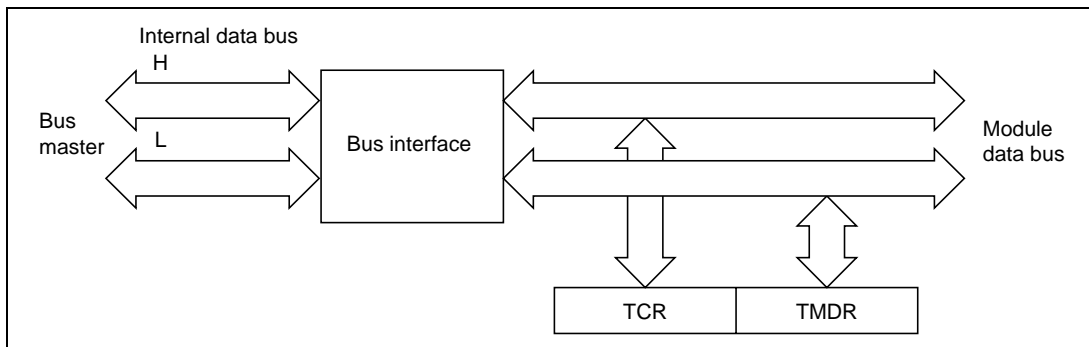 Internal data bus
H
Bus
master
L
Bus interface
Module
data bus
TCR
TMDR